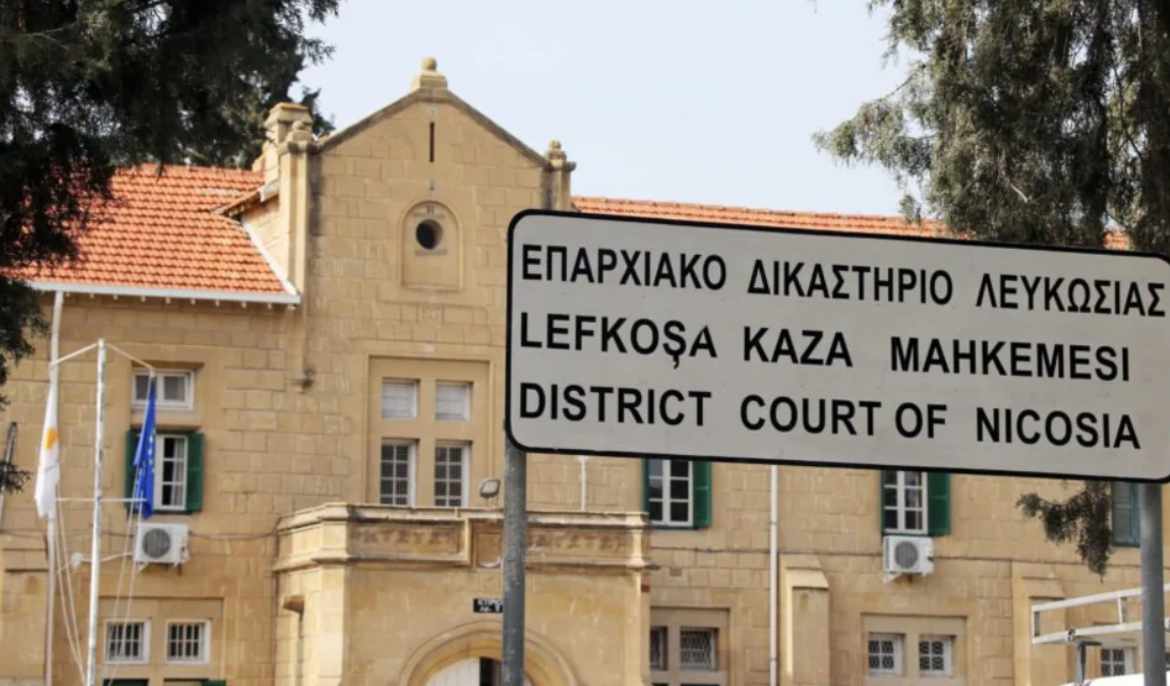 ΕΠΑΡΧΙΑΚΟ ΔΙΚΑΣΤΗΡΙΟ ΛΕΥΚΩΣΙΑΣ
LEFKOŞA KAZA MAHKEMESI
DISTRICT COURT OF NICOSIA